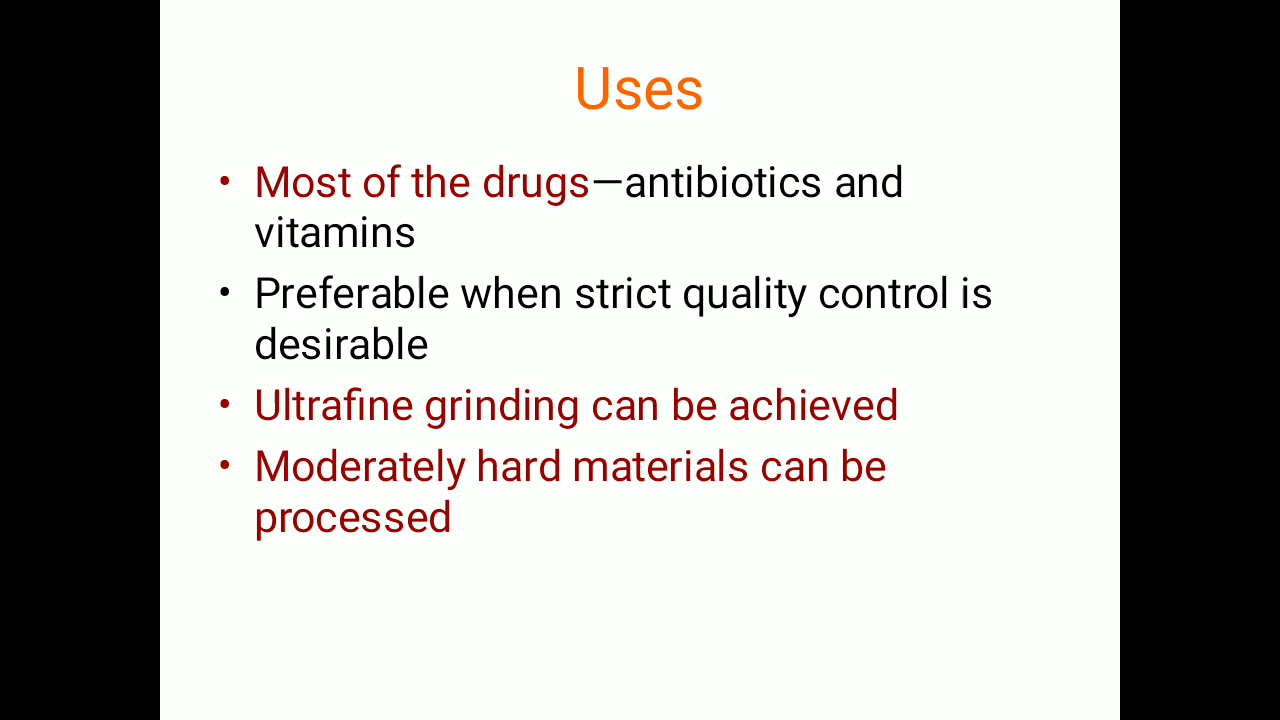 Uses
• Most of the drugs—antibiotics and
vitamins
• Preferable when strict quality control is
desirable
• Ultrafine grinding can be achieved
• Moderately hard materials can be
processed